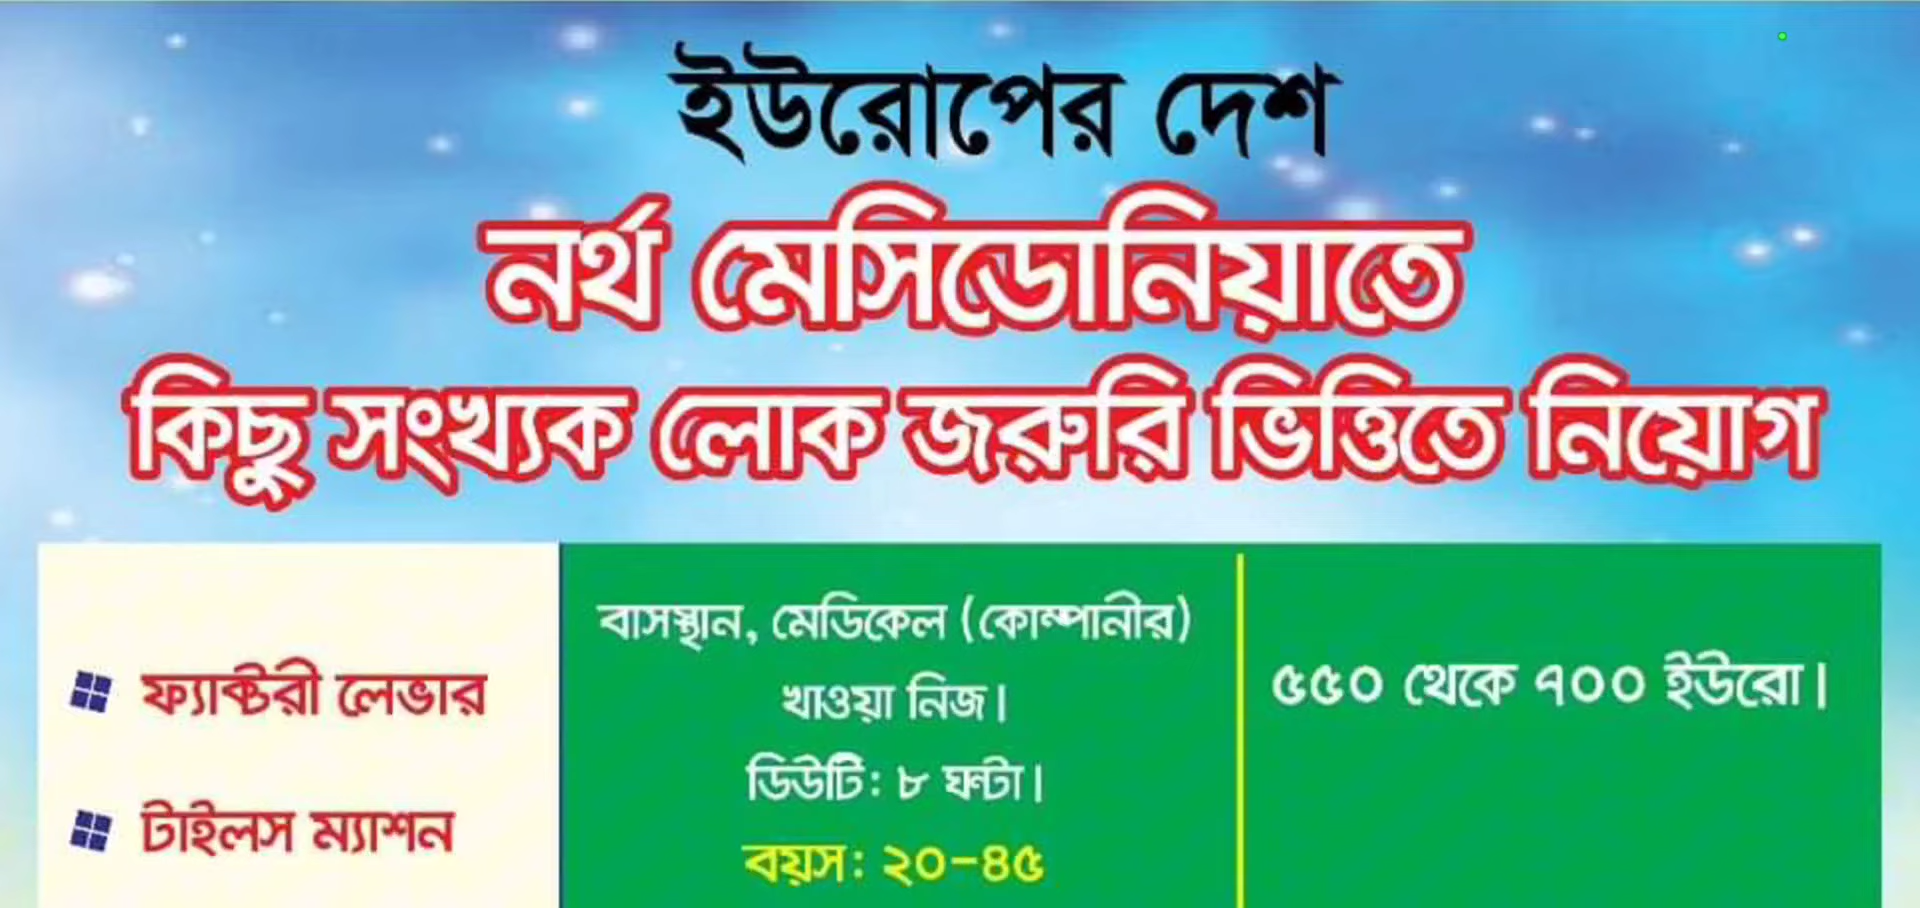 ইউরোপের দেশ
নর্থ মেসিডোনিয়াতে
কিছু সংখ্যক লোক জরুরি ভিত্তিতে নিয়োগ
ফ্যাক্টরী লেভার
টাইলস ম্যাশন
বাসস্থান, মেডিকেল (কোম্পানীর)
খাওয়া নিজ।
ডিউটি: ৮ ঘন্টা।
বয়স: ২০-৪৫
৫৫০ থেকে ৭০০ ইউরো।